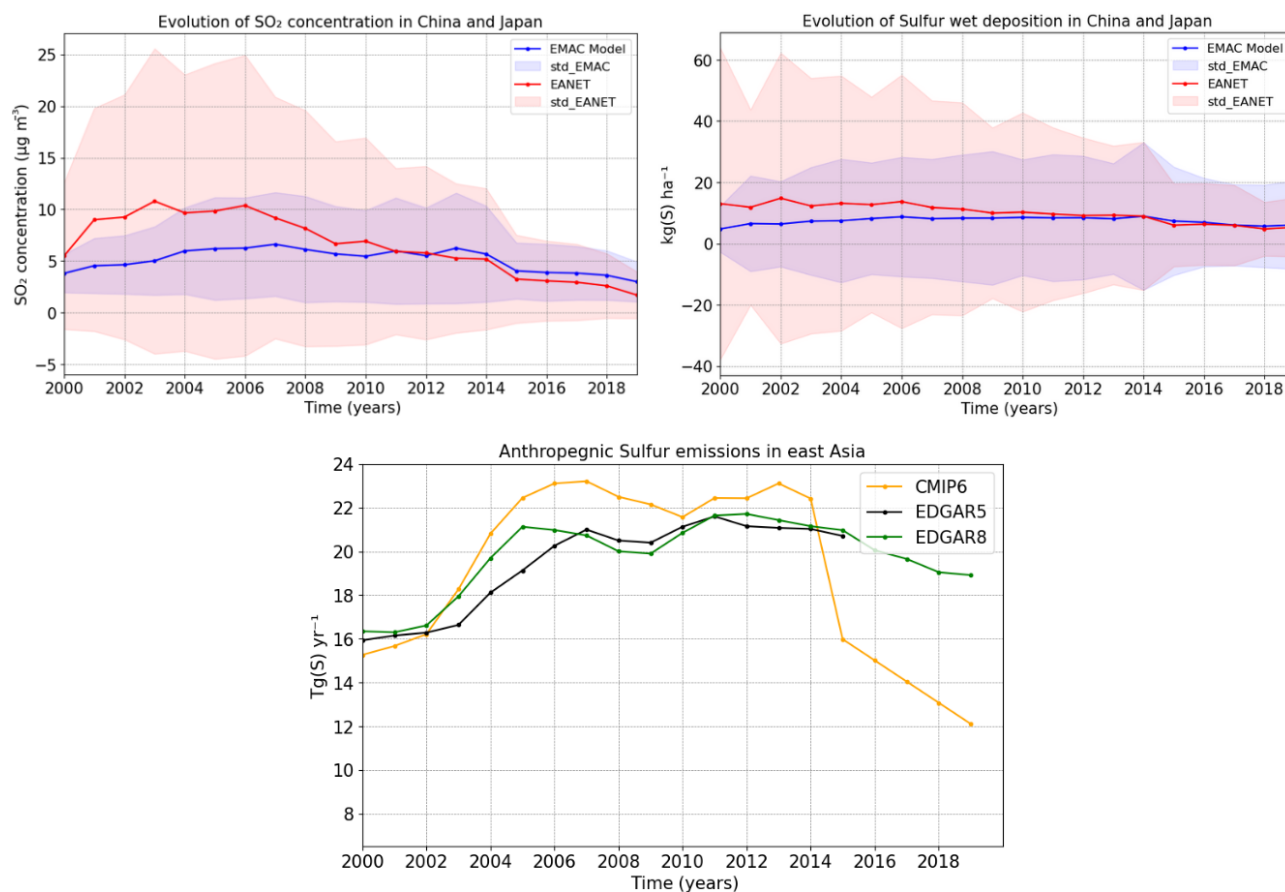 Evolution of SO₂ concentration in China and Japan
SO₂ concentration (µg m⁻³)
25
20
15
10
5
0
−5
EMAC Model
std_EMAC
EANET
std_EANET
2000 2002 2004 2006 2008 2010 2012 2014 2016 2018
Time (years)
Evolution of Sulfur wet deposition in China and Japan
kg(S) ha⁻¹
60
40
20
0
−20
−40
EMAC Model
std_EMAC
EANET
std_EANET
2000 2002 2004 2006 2008 2010 2012 2014 2016 2018
Time (years)
Anthropegnic Sulfur emissions in east Asia
Tg(S) yr⁻¹
24
22
20
18
16
14
12
10
8
CMIP6
EDGAR5
EDGAR8
2000 2002 2004 2006 2008 2010 2012 2014 2016 2018
Time (years)